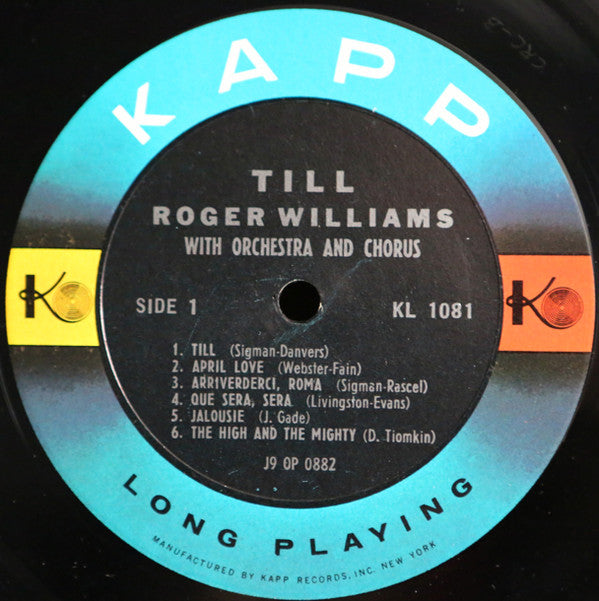 KAPP
TILL
ROGER WILLIAMS
WITH ORCHESTRA AND CHORUS
SIDE 1
KL 1081
1. TILL (Sigman-Danvers)
2. APRIL LOVE (Webster-Fain)
3. ARRIVERDERCI, ROMA (Sigman-Rascel)
4. QUE SERA, SERA (Livingston-Evans)
5. JALOUSIE (J. Gade)
6. THE HIGH AND THE MIGHTY (D. Tiomkin)
J9 OP 0882
LONG PLAYING
MANUFACTURED BY KAPP RECORDS, INC. NEW YORK